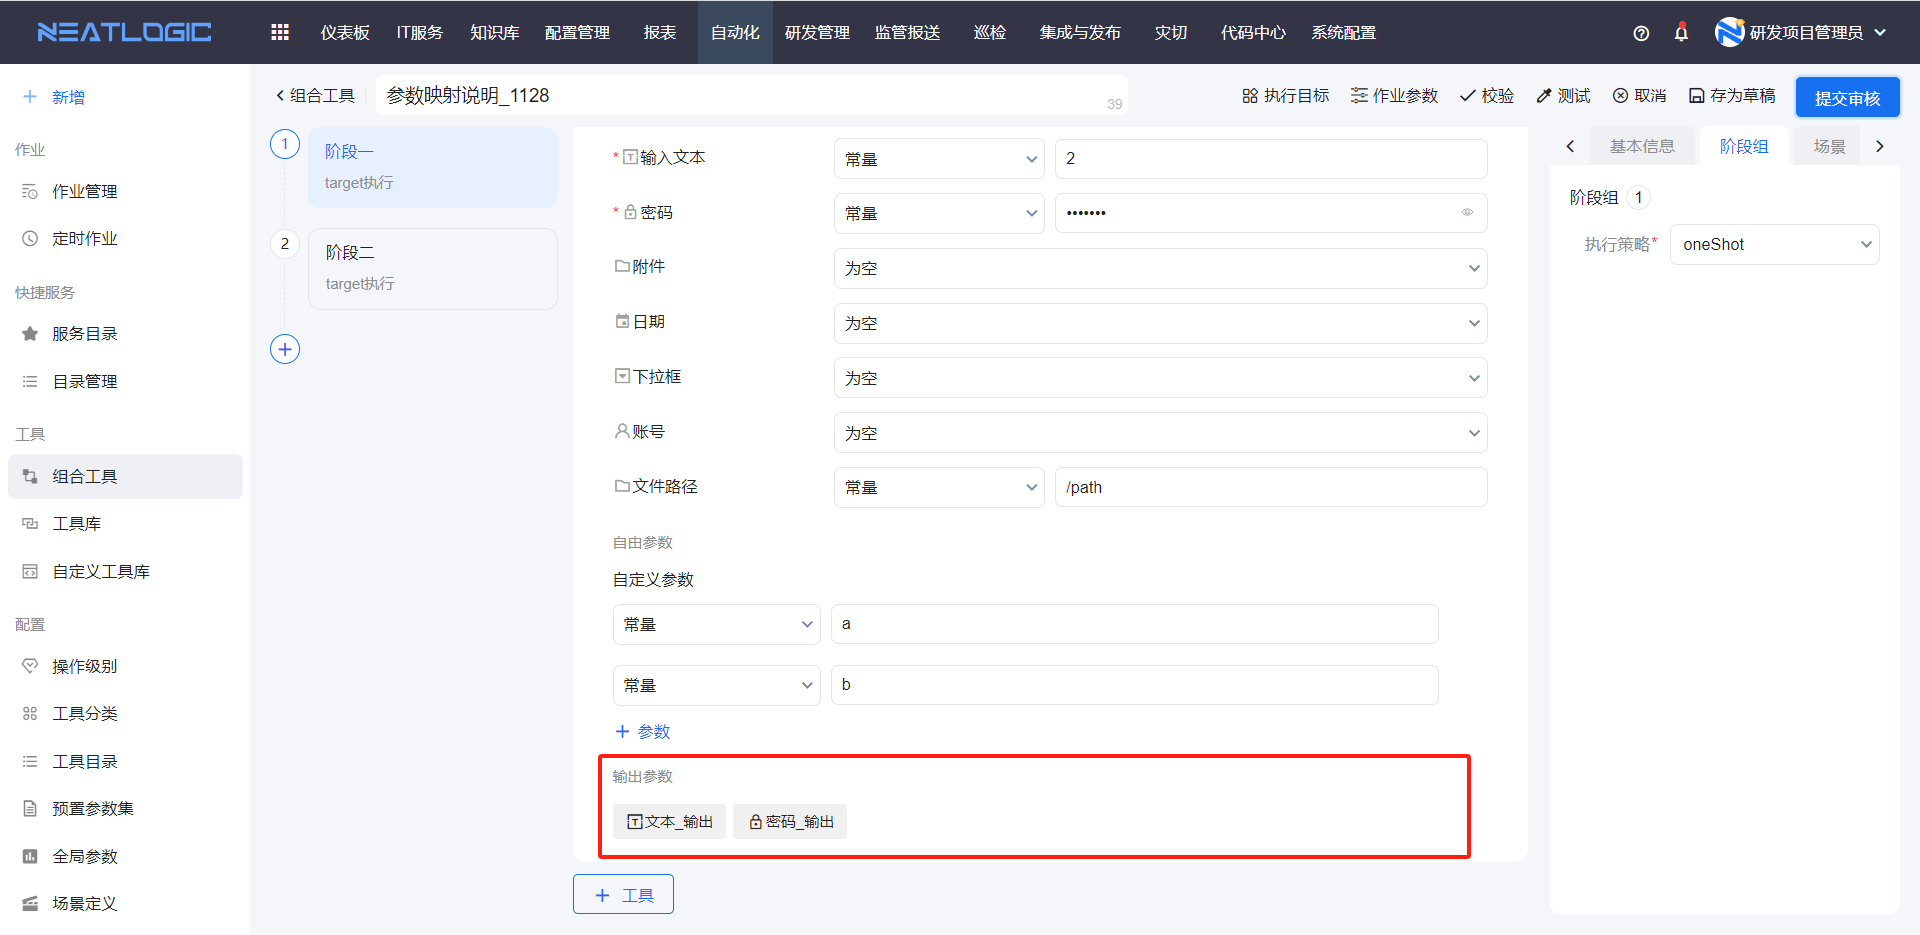 NEATLOGIC
仪表板 IT服务 知识库 配置管理 报表 自动化 研发管理 监管报送 巡检 集成与发布 灾切 代码中心 系统配置
研发项目管理员
新增
作业
作业管理
定时作业
快捷服务
服务目录
目录管理
工具
组合工具
工具库
自定义工具库
配置
操作级别
工具分类
工具目录
预置参数集
全局参数
场景定义
组合工具 参数映射说明_1128 39
执行目标 作业参数 校验 测试 取消 存为草稿 提交审核
1 阶段一
target执行
2 阶段二
target执行
*输入文本 常量 2
*密码 常量 •••••••
附件 为空
日期 为空
下拉框 为空
账号 为空
文件路径 常量 /path
自由参数
自定义参数
常量 a
常量 b
+ 参数
输出参数
文本_输出 密码_输出
+ 工具
基本信息 阶段组 场景
阶段组 1
执行策略* oneShot